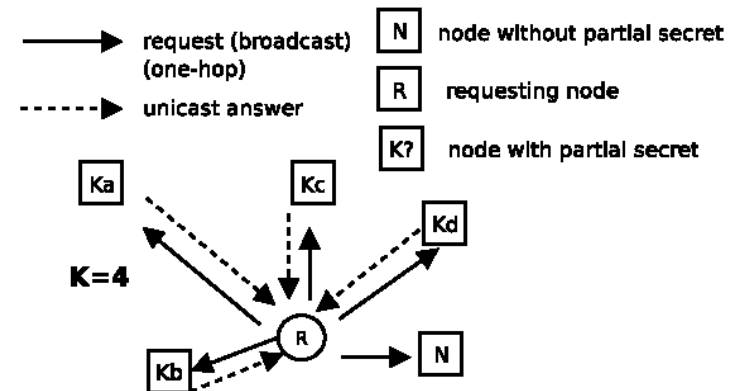 request (broadcast)
(one-hop)
unicast answer
N node without partial secret
R requesting node
K? node with partial secret
Ka
Kc
Kd
K=4
R
N
Kb